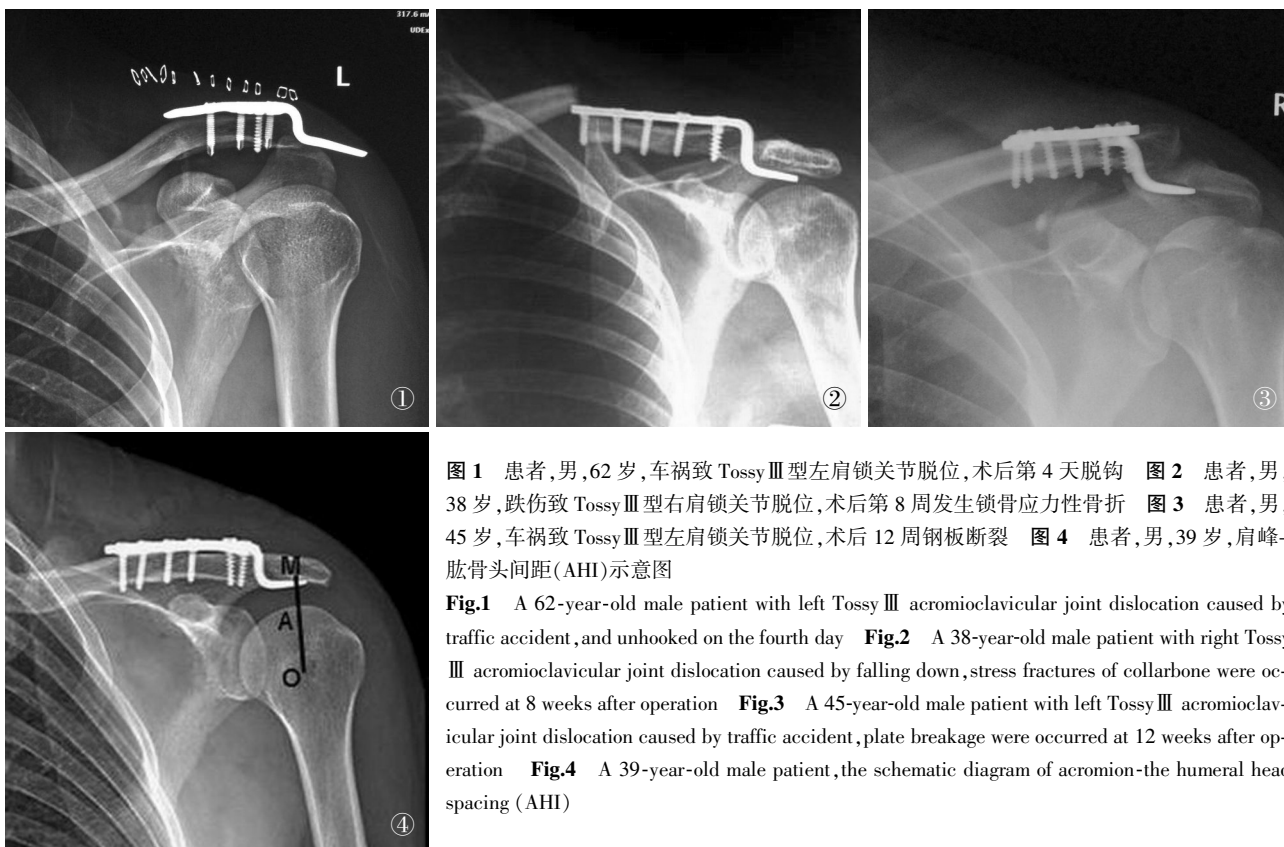 317.6 m
UDEx
L
①
②
R
③
M
A
O
④
图 1 患者,男,62 岁,车祸致 TossyⅢ型左肩锁关节脱位,术后第 4 天脱钩 图 2 患者,男,
38 岁,跌伤致 TossyⅢ型右肩锁关节脱位,术后第 8 周发生锁骨应力性骨折 图 3 患者,男,
45 岁,车祸致 TossyⅢ型左肩锁关节脱位,术后 12 周钢板断裂 图 4 患者,男,39 岁,肩峰-
肱骨头间距(AHI)示意图
Fig.1 A 62-year-old male patient with left Tossy Ⅲ acromioclavicular joint dislocation caused by
traffic accident,and unhooked on the fourth day Fig.2 A 38-year-old male patient with right Tossy
Ⅲ acromioclavicular joint dislocation caused by falling down,stress fractures of collarbone were oc-
curred at 8 weeks after operation Fig.3 A 45-year-old male patient with left Tossy Ⅲ acromioclav-
icular joint dislocation caused by traffic accident,plate breakage were occurred at 12 weeks after op-
eration Fig.4 A 39-year-old male patient,the schematic diagram of acromion-the humeral head
spacing (AHI)